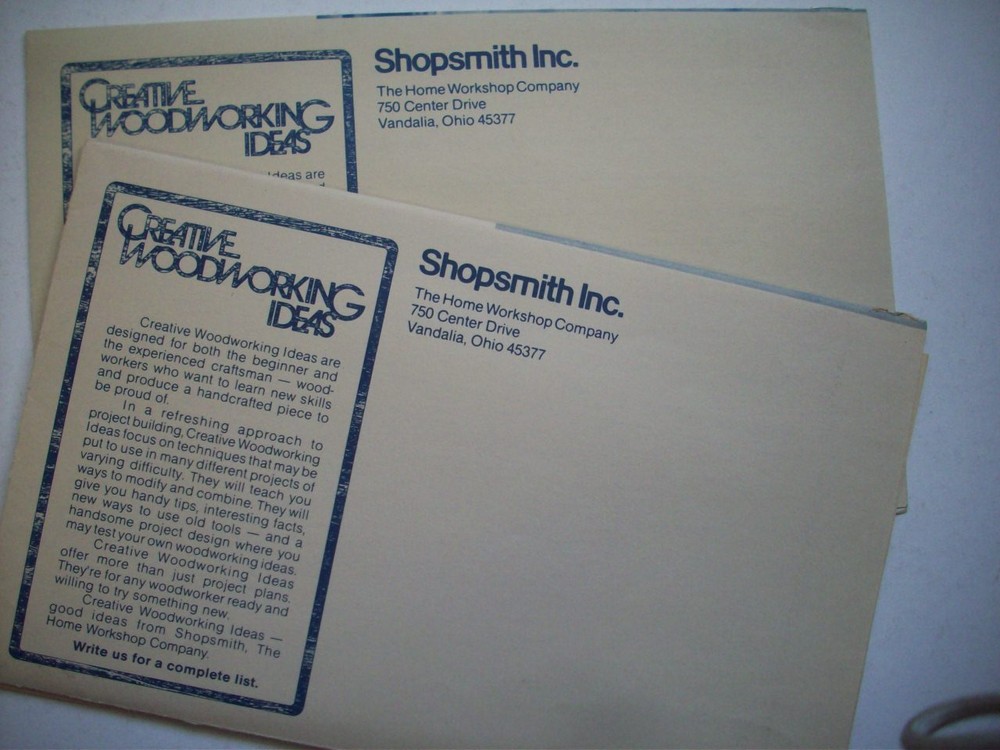 CREATIVE
WOODWORKING
IDEAS
Ideas are
Shopsmith Inc.
The Home Workshop Company
750 Center Drive
Vandalia, Ohio 45377
CREATIVE
WOODWORKING
IDEAS
Creative Woodworking Ideas are
designed for both the beginner and
the experienced craftsman — wood-
workers who want to learn new skills
and produce a handcrafted piece to
be proud of.
In a refreshing approach to
project building, Creative Woodworking
Ideas focus on techniques that may be
put to use in many different projects of
varying difficulty. They will teach you
ways to modify and combine. They will
give you handy tips, interesting facts,
new ways to use old tools — and a
handsome project design where you
may test your own woodworking ideas.
Creative Woodworking Ideas
offer more than just project plans.
They're for any woodworker ready and
willing to try something new.
Creative Woodworking Ideas —
good ideas from Shopsmith, The
Home Workshop Company.
Write us for a complete list.
Shopsmith Inc.
The Home Workshop Company
750 Center Drive
Vandalia, Ohio 45377